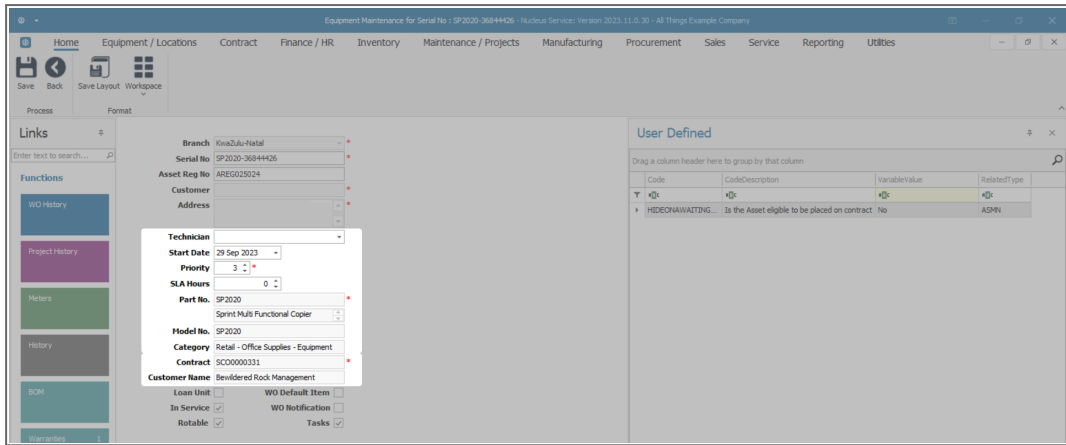 Equipment Maintenance for Serial No : SP2020-36844426 - Nucleus Service: Version 2023.11.0.30 - All Things Example Company
Home Equipment / Locations Contract Finance / HR Inventory Maintenance / Projects Manufacturing Procurement Sales Service Reporting Utilities
Save Back Save Layout Workspace
Process Format
Links
Enter text to search...
Functions
WO History
Project History
Meters
History
BOM
Warranties 1
Branch KwaZulu-Natal *
Serial No SP2020-36844426 *
Asset Reg No AREG025024
Customer *
Address *
Technician
Start Date 29 Sep 2023
Priority 3 *
SLA Hours 0
Part No. SP2020 *
Sprint Multi Functional Copier
Model No. SP2020
Category Retail - Office Supplies - Equipment
Contract SCO0000331 *
Customer Name Bewildered Rock Management
Loan Unit WO Default Item
In Service WO Notification
Rotable Tasks
User Defined
Drag a column header here to group by that column
Code CodeDescription VariableValue RelatedType
HIDEONAWAITING... Is the Asset eligible to be placed on contract No ASMN